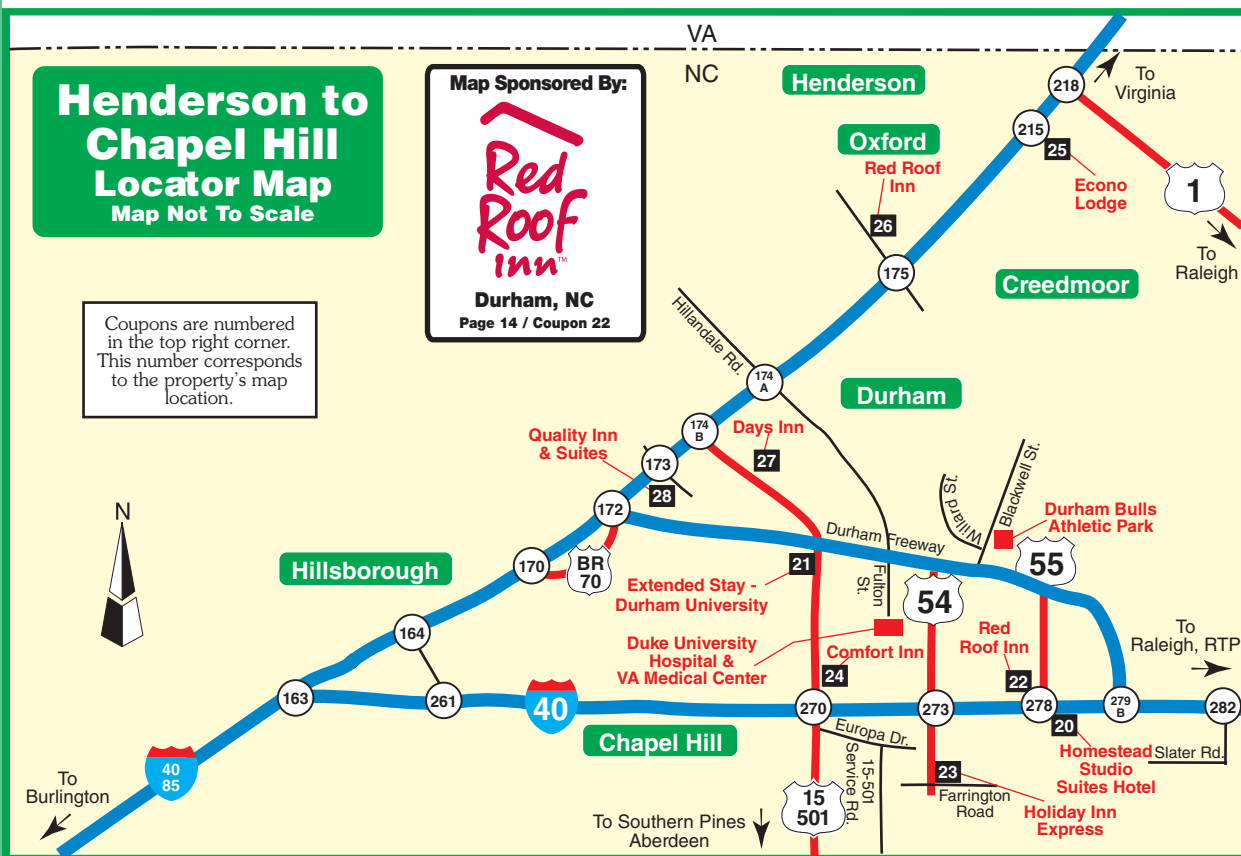 VA
NC
Henderson to
Chapel Hill
Locator Map
Map Not To Scale
Map Sponsored By:
Red
Roof
Inn™
Durham, NC
Page 14 / Coupon 22
Coupons are numbered
in the top right corner.
This number corresponds
to the property's map
location.
N
Henderson
218
To
Virginia
215
25
Econo
Lodge
1
To
Raleigh
Oxford
Red Roof
Inn
26
175
Creedmoor
Hillandale Rd.
174
A
Durham
174
B
Days Inn
27
Quality Inn
& Suites
173
28
172
Durham Freeway
Willard St.
Blackwell St.
Durham Bulls
Athletic Park
55
170
BR
70
Hillsborough
21
Extended Stay -
Durham University
Fulton
St.
54
Duke University
Hospital &
VA Medical Center
Comfort Inn
24
Red
Roof Inn
22
To
Raleigh, RTP
164
163
261
40
270
273
278
279
B
282
20
Homestead
Studio
Suites Hotel
Slater Rd.
Chapel Hill
Europa Dr.
15-501
Service Rd.
23
Farrington
Road
Holiday Inn
Express
40
85
To
Burlington
15
501
To Southern Pines
Aberdeen